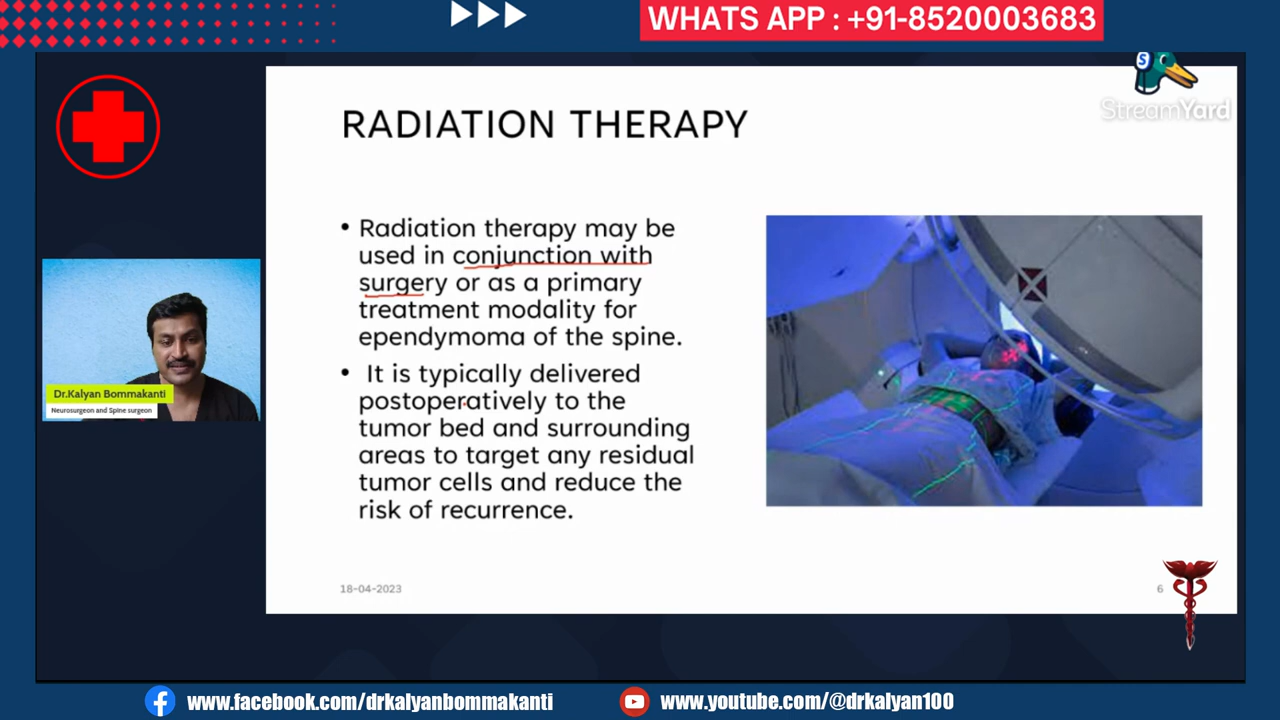 WHATS APP : +91-8520003683
S
StreamYard
RADIATION THERAPY
• Radiation therapy may be
used in conjunction with
surgery or as a primary
treatment modality for
ependymoma of the spine.
• It is typically delivered
postoperatively to the
tumor bed and surrounding
areas to target any residual
tumor cells and reduce the
risk of recurrence.
Dr.Kalyan Bommakanti
Neurosurgeon and Spine surgeon
18-04-2023
6
www.facebook.com/drkalyanbommakanti
www.youtube.com/@drkalyan100